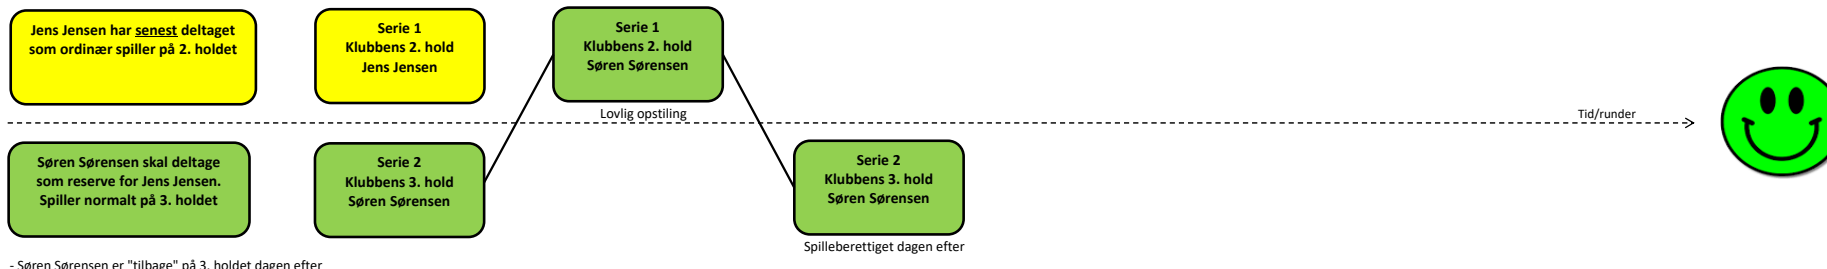 Jens Jensen har senest deltaget
som ordinær spiller på 2. holdet
Serie 1
Klubbens 2. hold
Jens Jensen
Serie 1
Klubbens 2. hold
Søren Sørensen
Lovlig opstiling
Tid/runder
Søren Sørensen skal deltage
som reserve for Jens Jensen.
Spiller normalt på 3. holdet
Serie 2
Klubbens 3. hold
Søren Sørensen
Serie 2
Klubbens 3. hold
Søren Sørensen
Spilleberettiget dagen efter
- Søren Sørensen er "tilbage" på 3. holdet dagen efter